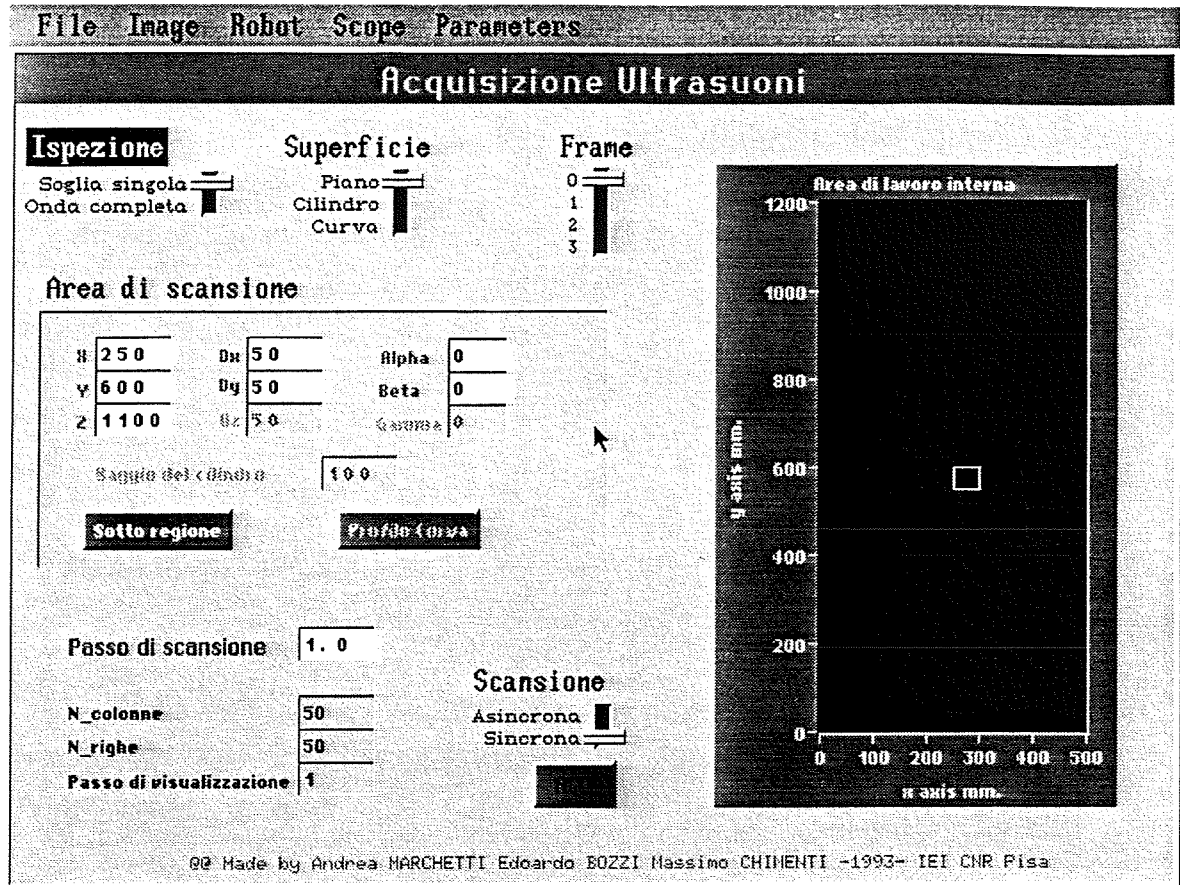 File Image Robot Scope Parameters
Acquisizione Ultrasuoni
Ispezione
Soglia singola
Onda completa
Superficie
Piano
Cilindro
Curva
Frame
0
1
2
3
Area di scansione
X 250
Y 600
Z 1100
Dx 50
Dy 50
Dz 50
Alpha 0
Beta 0
Gamma 0
Raggio del cilindro 100
Sotto regione
Profilo Curva
Passo di scansione 1.0
N_colonne 50
N_righe 50
Passo di visualizzazione 1
Scansione
Asincrona
Sincrona
Area di lavoro interna
1200
1000
800
600
400
200
0
y axis mm.
0 100 200 300 400 500
x axis mm.
@@ Made by Andrea MARCHETTI Edoardo BOZZI Massimo CHIMENTI -1993- IEI CNR Pisa